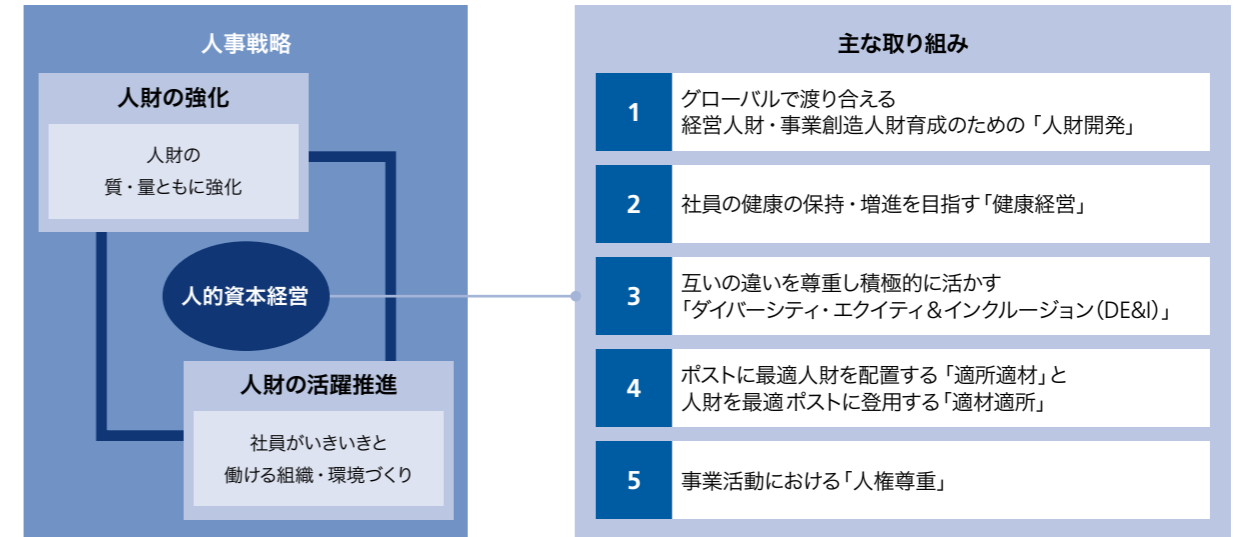 人事戦略
人財の強化
人財の
質・量ともに強化
人的資本経営
人財の活躍推進
社員がいきいきと
働ける組織・環境づくり
主な取り組み
1
グローバルで渡り合える
経営人財・事業創造人財育成のための「人財開発」
2
社員の健康の保持・増進を目指す「健康経営」
3
互いの違いを尊重し積極的に活かす
「ダイバーシティ・エクイティ&インクルージョン(DE&I)」
4
ポストに最適人財を配置する「適所適材」と
人財を最適ポストに登用する「適材適所」
5
事業活動における「人権尊重」